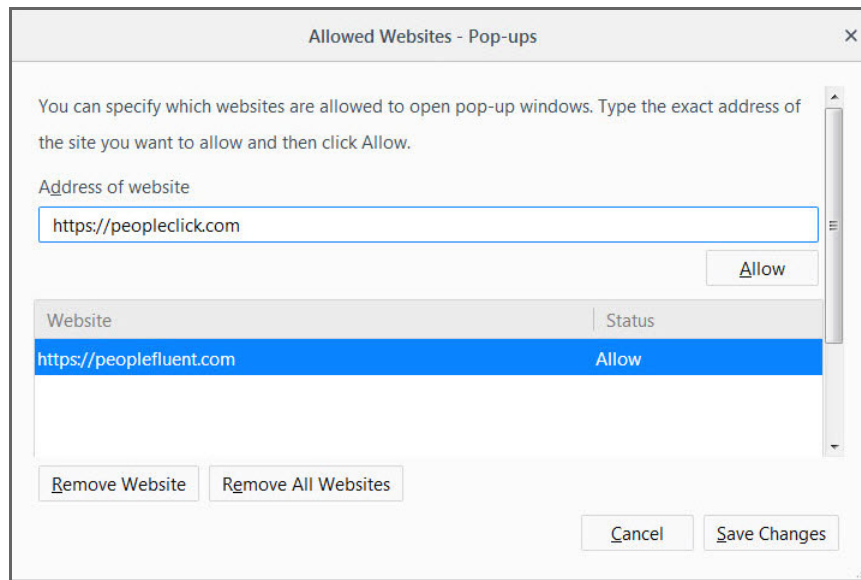 Allowed Websites - Pop-ups
You can specify which websites are allowed to open pop-up windows. Type the exact address of
the site you want to allow and then click Allow.
Address of website
https://peopleclick.com
Allow
Website Status
https://peoplefluent.com Allow
Remove Website Remove All Websites
Cancel Save Changes